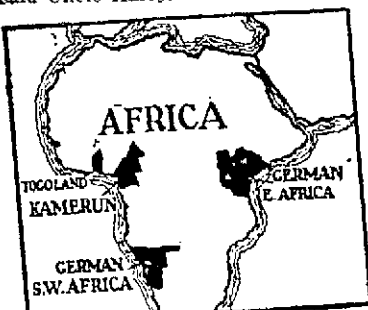 AFRICA
TOGOLAND
KAMERUN
GERMAN
E. AFRICA
GERMAN
S.W. AFRICA